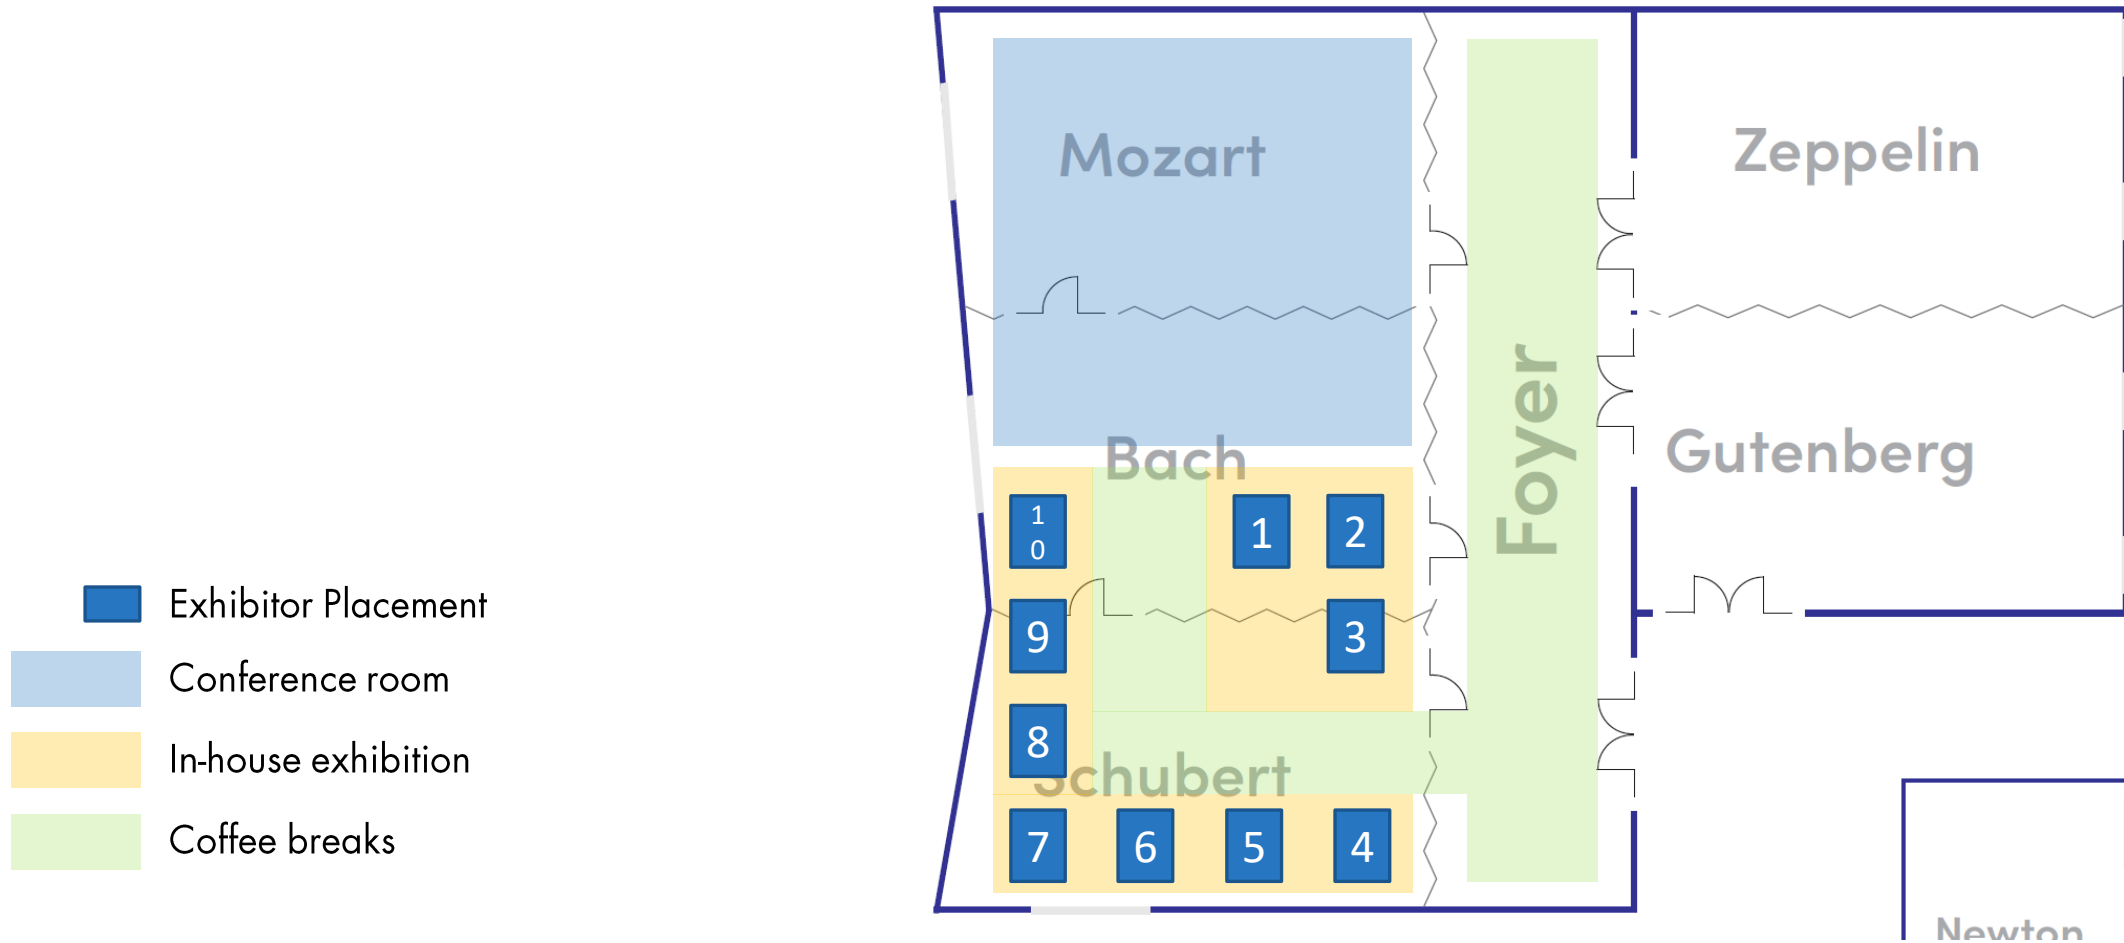 Mozart
Zeppelin
Foyer
Bach
Gutenberg
1
0
1
2
9
3
8
Schubert
7
6
5
4
Exhibitor Placement
Conference room
In-house exhibition
Coffee breaks
Newton